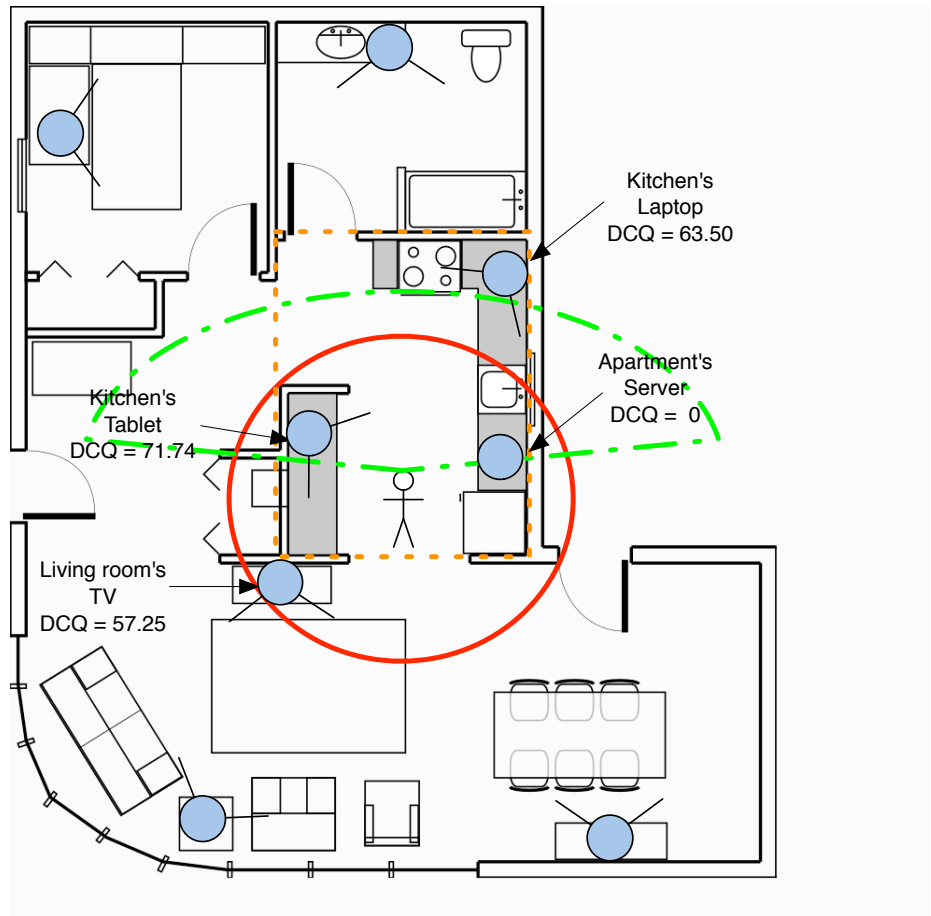 Kitchen's
Laptop
DCQ = 63.50
Apartment's
Server
DCQ =  0
Kitchen's
Tablet
DCQ = 71.74
Living room's
TV
DCQ = 57.25